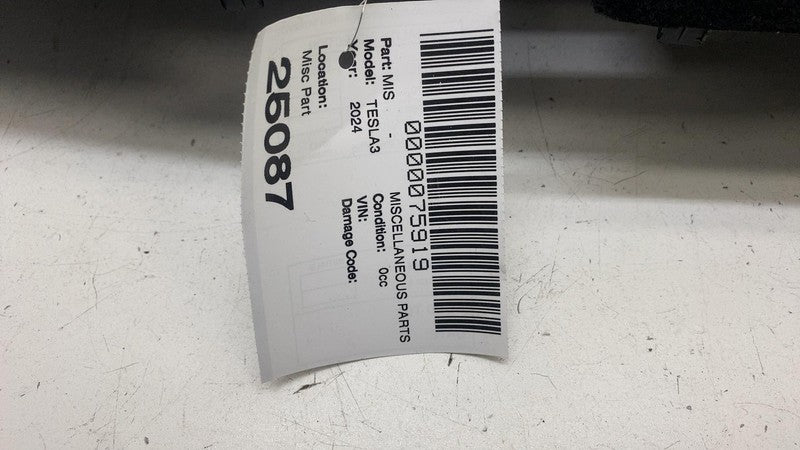 0000075919
Part: MIS - MISCELLANEOUS PARTS
Model: TESLA3 Condition: 0cc
Year: 2024 VIN:
Damage Code:
Location:
Misc Part
25087